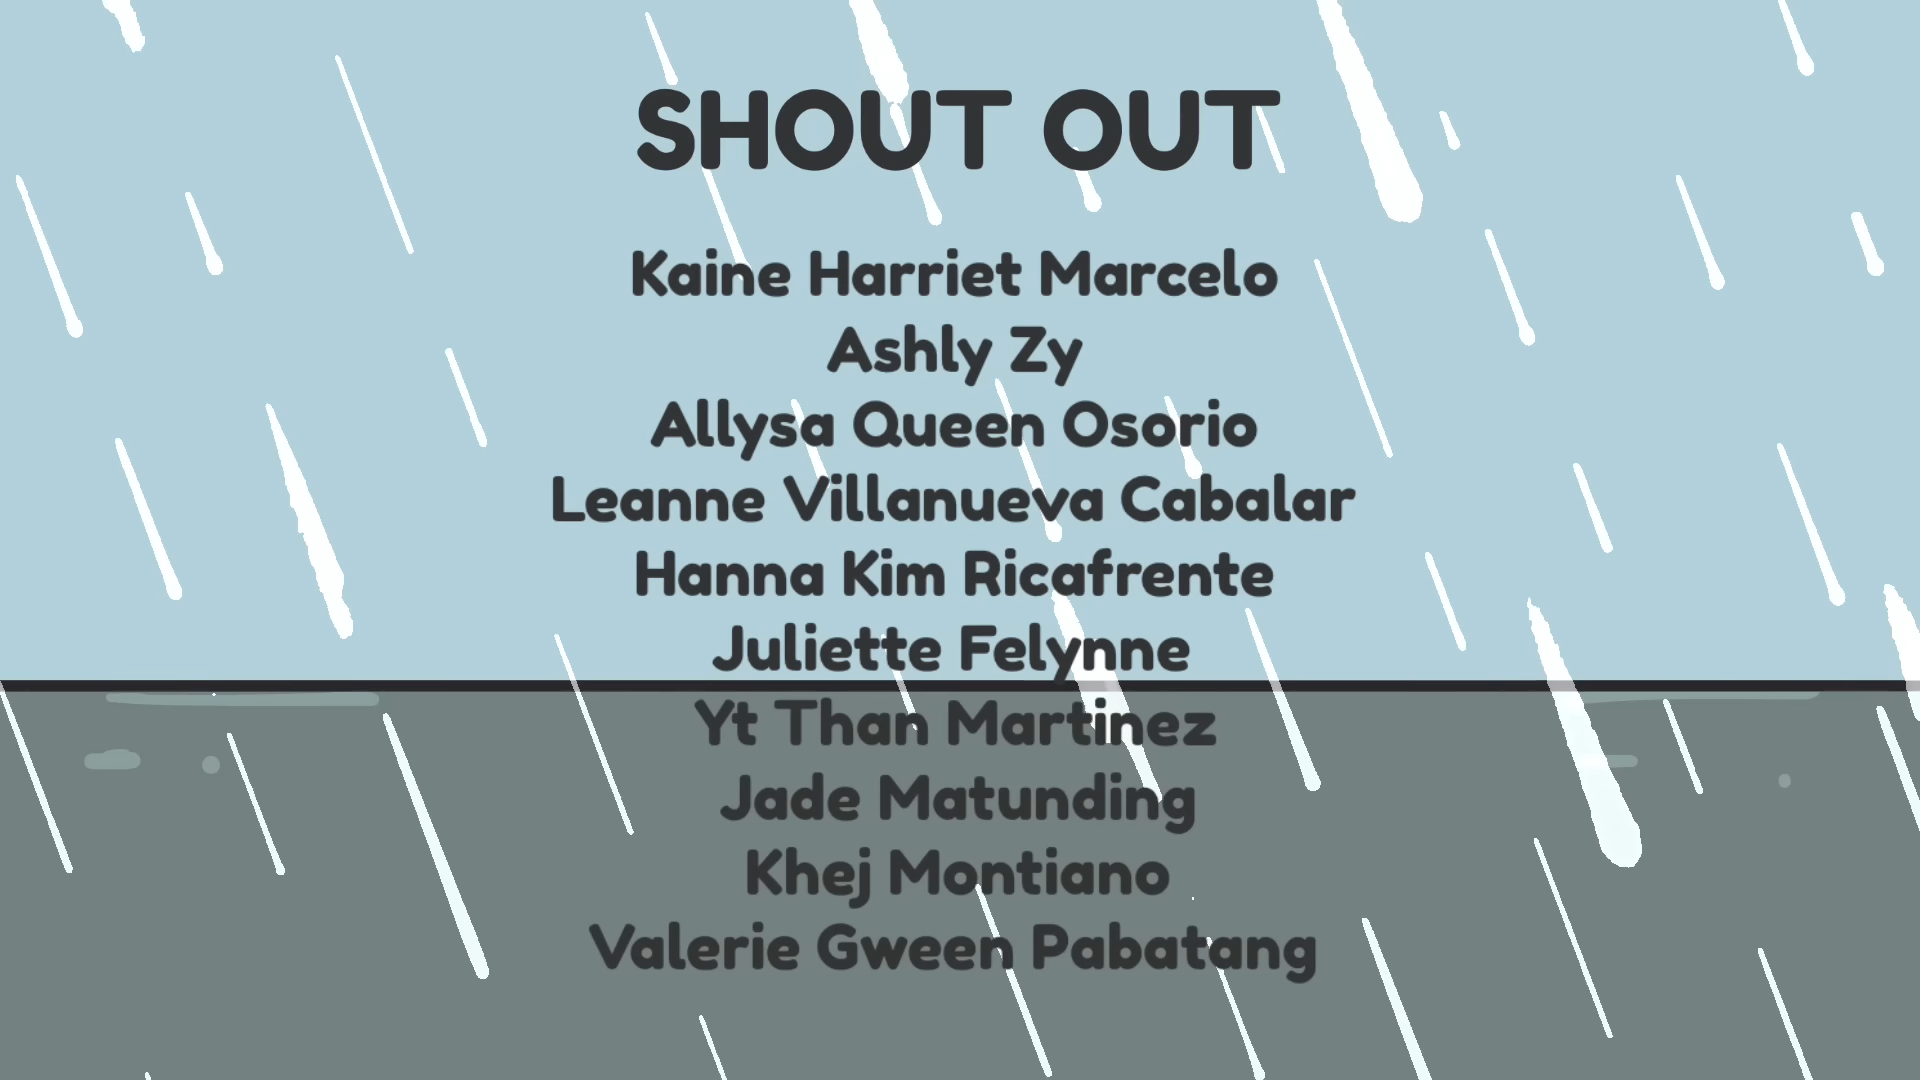 SHOUT OUT
Kaine Harriet Marcelo
Ashly Zy
Allysa Queen Osorio
Leanne Villanueva Cabalar
Hanna Kim Ricafrente
Juliette Felynne
Yt Than Martinez
Jade Matunding
Khej Montiano
Valerie Gween Pabatang